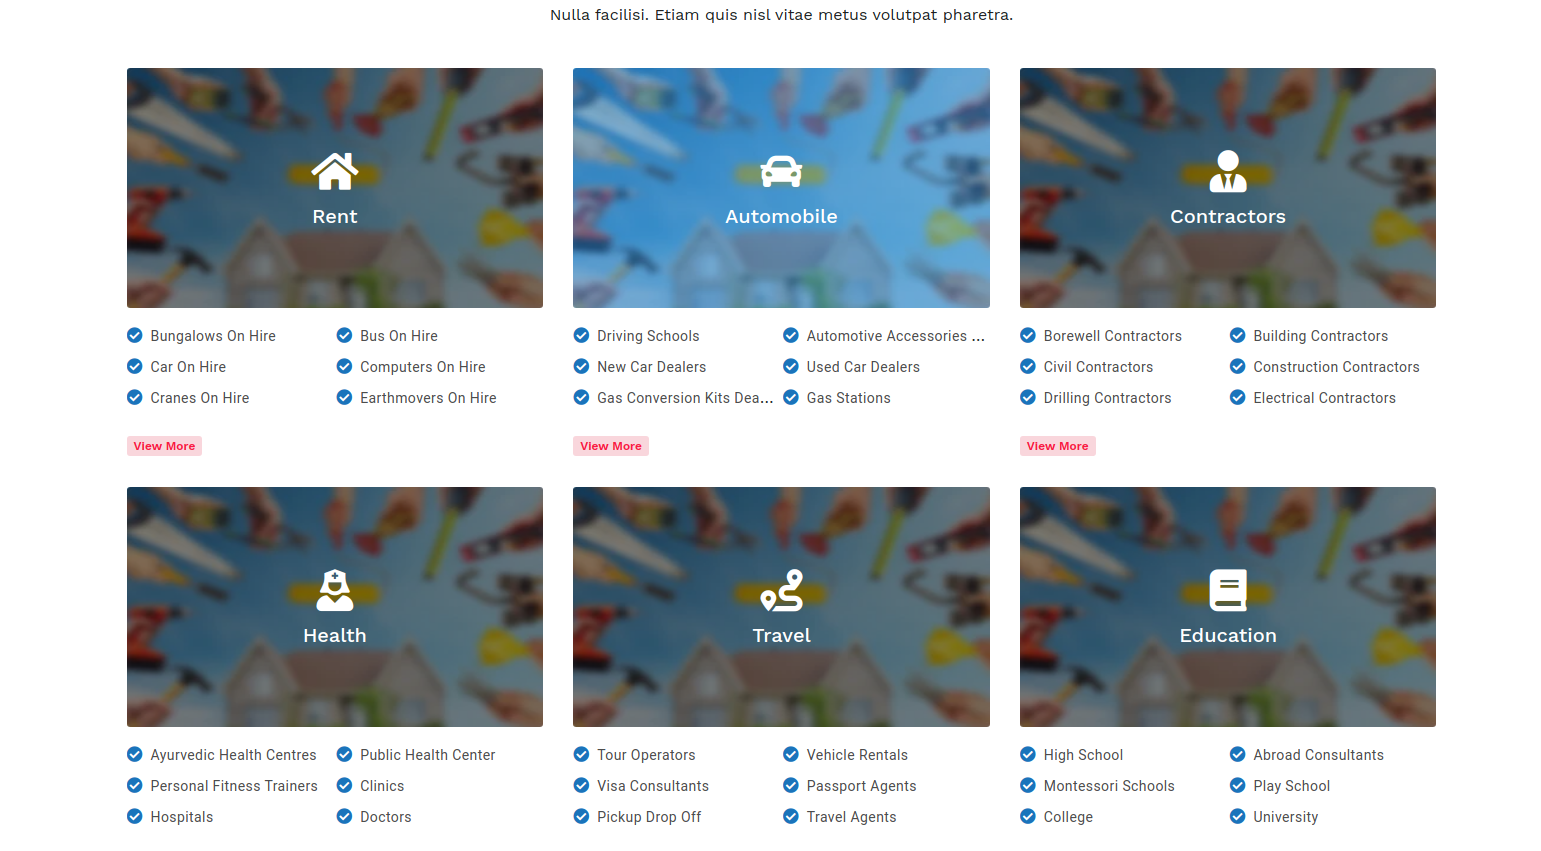 Nulla facilisi. Etiam quis nisl vitae metus volutpat pharetra.
Rent
Automobile
Contractors
Bungalows On Hire
Bus On Hire
Car On Hire
Computers On Hire
Cranes On Hire
Earthmovers On Hire
View More
Driving Schools
Automotive Accessories ...
New Car Dealers
Used Car Dealers
Gas Conversion Kits Dea...
Gas Stations
View More
Borewell Contractors
Building Contractors
Civil Contractors
Construction Contractors
Drilling Contractors
Electrical Contractors
View More
Health
Travel
Education
Ayurvedic Health Centres
Public Health Center
Personal Fitness Trainers
Clinics
Hospitals
Doctors
Tour Operators
Vehicle Rentals
Visa Consultants
Passport Agents
Pickup Drop Off
Travel Agents
High School
Abroad Consultants
Montessori Schools
Play School
College
University